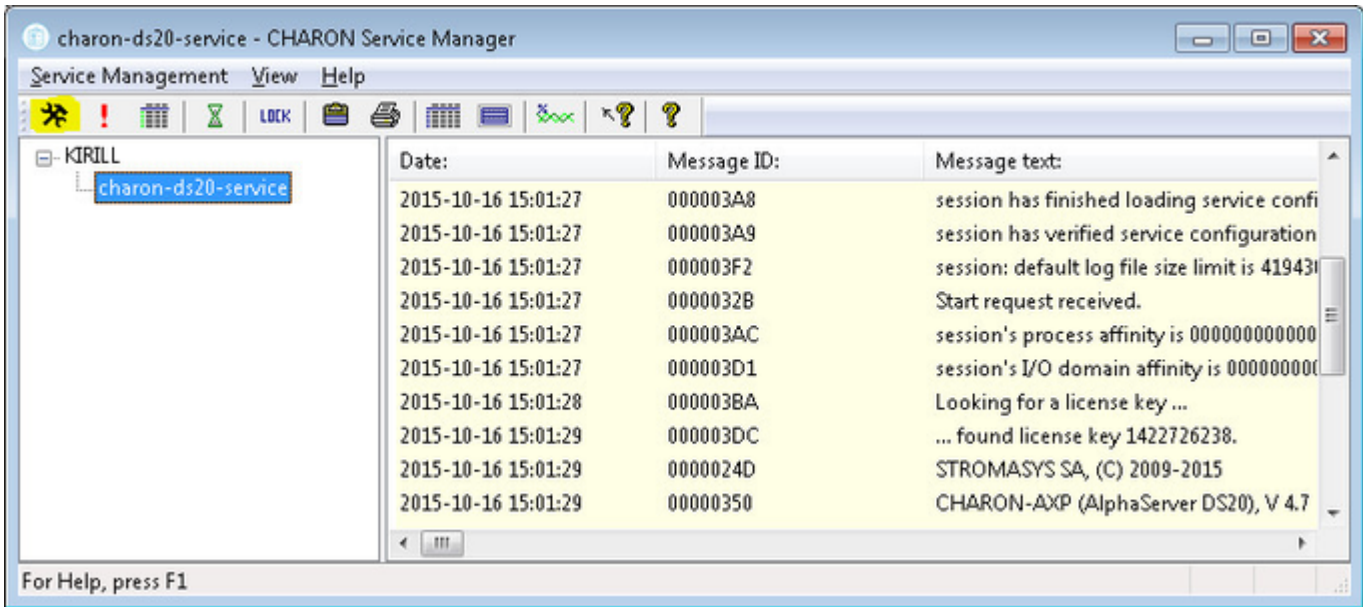 charon-ds20-service - CHARON Service Manager
Service Management View Help
LOCK
KIRILL
charon-ds20-service
Date: Message ID: Message text:
2015-10-16 15:01:27 000003A8 session has finished loading service confi
2015-10-16 15:01:27 000003A9 session has verified service configuration
2015-10-16 15:01:27 000003F2 session: default log file size limit is 419430
2015-10-16 15:01:27 0000032B Start request received.
2015-10-16 15:01:27 000003AC session's process affinity is 000000000000
2015-10-16 15:01:27 000003D1 session's I/O domain affinity is 000000000
2015-10-16 15:01:28 000003BA Looking for a license key ...
2015-10-16 15:01:29 000003DC ... found license key 1422726238.
2015-10-16 15:01:29 0000024D STROMASYS SA, (C) 2009-2015
2015-10-16 15:01:29 00000350 CHARON-AXP (AlphaServer DS20), V 4.7
For Help, press F1